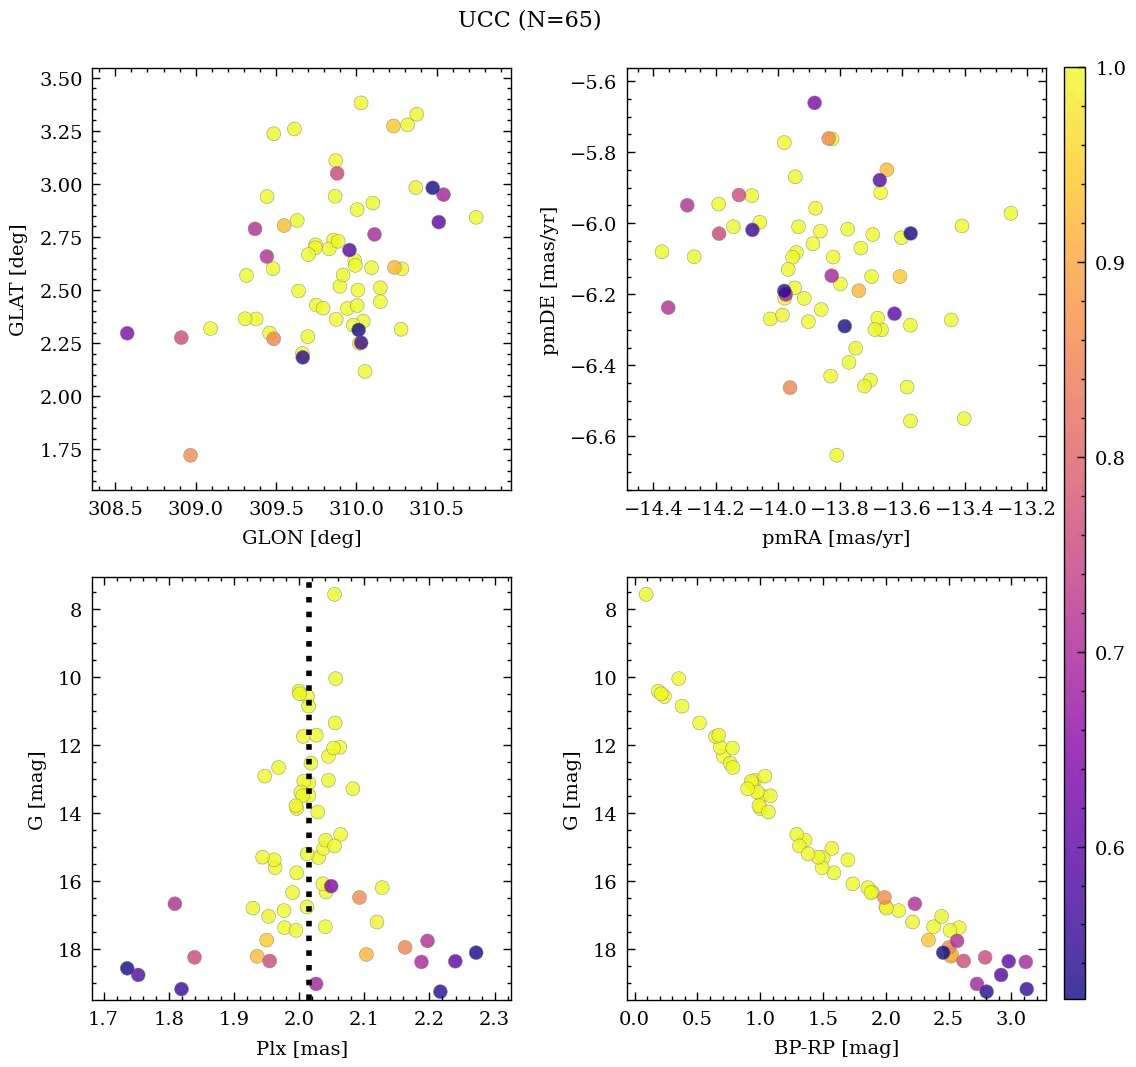 UCC (N=65)
3.50
3.25
3.00
2.75
2.50
2.25
2.00
1.75
GLAT [deg]
308.5 309.0 309.5 310.0 310.5
GLON [deg]
−5.6
−5.8
−6.0
−6.2
−6.4
−6.6
pmDE [mas/yr]
−14.4 −14.2 −14.0 −13.8 −13.6 −13.4 −13.2
pmRA [mas/yr]
1.0
0.9
0.8
0.7
0.6
8
10
12
14
16
18
G [mag]
1.7 1.8 1.9 2.0 2.1 2.2 2.3
Plx [mas]
8
10
12
14
16
18
G [mag]
0.0 0.5 1.0 1.5 2.0 2.5 3.0
BP-RP [mag]